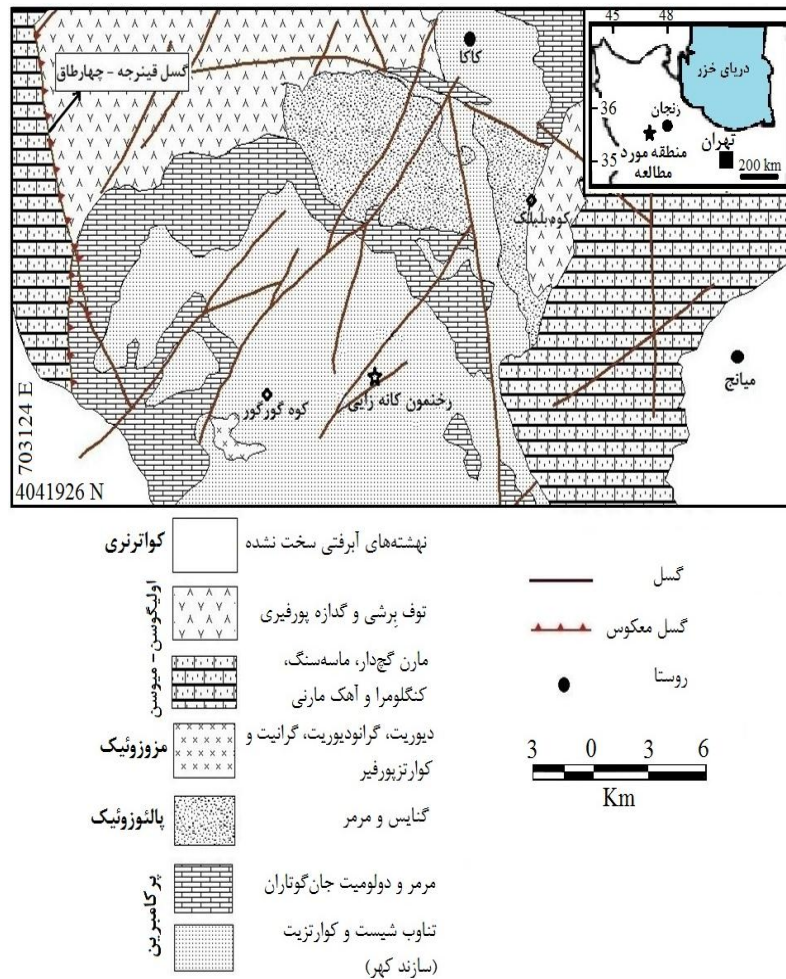 گسل قینرجه - چهارطاق
کاکا
45 48
دریای خزر
36
زنجان
35
منطقه مورد مطالعه
تهران
200 km
کوه بلبلک
میانج
رخنمون کانه زایی
کوه گورگور
703124 E
4041926 N
کواترنری
نهشته‌های آبرفتی سخت نشده
اولیگوسن - میوسن
توف بِرشی و گدازه پورفیری
مارن گچ‌دار، ماسه‌سنگ،
کنگلومرا و آهک مارنی
مزوزوئیک
دیوریت، گرانودیوریت، گرانیت و
کوارتزپورفیر
پالئوزوئیک
گنایس و مرمر
پرکامبرین
مرمر و دولومیت جان‌گوتاران
تناوب شیست و کوارتزیت
(سازند کهر)
گسل
گسل معکوس
روستا
3 0 3 6
Km